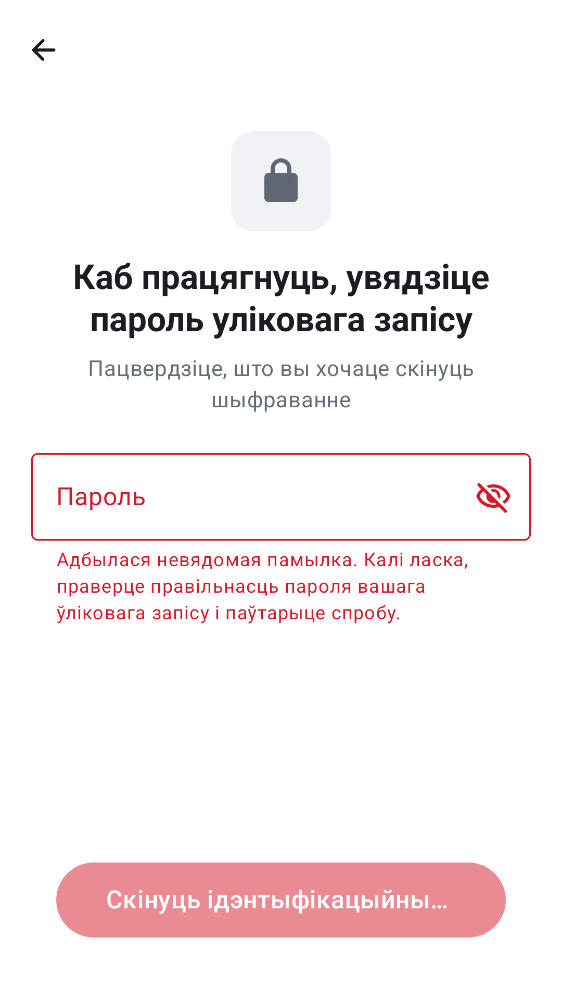 Каб працягнуць, увядзіце
пароль уліковага запісу
Пацвердзіце, што вы хочаце скінуць
шыфраванне
Пароль
Адбылася невядомая памылка. Калі ласка,
праверце правільнасць пароля вашага
ўліковага запісу і паўтарыце спробу.
Скінуць ідэнтыфікацыйны…